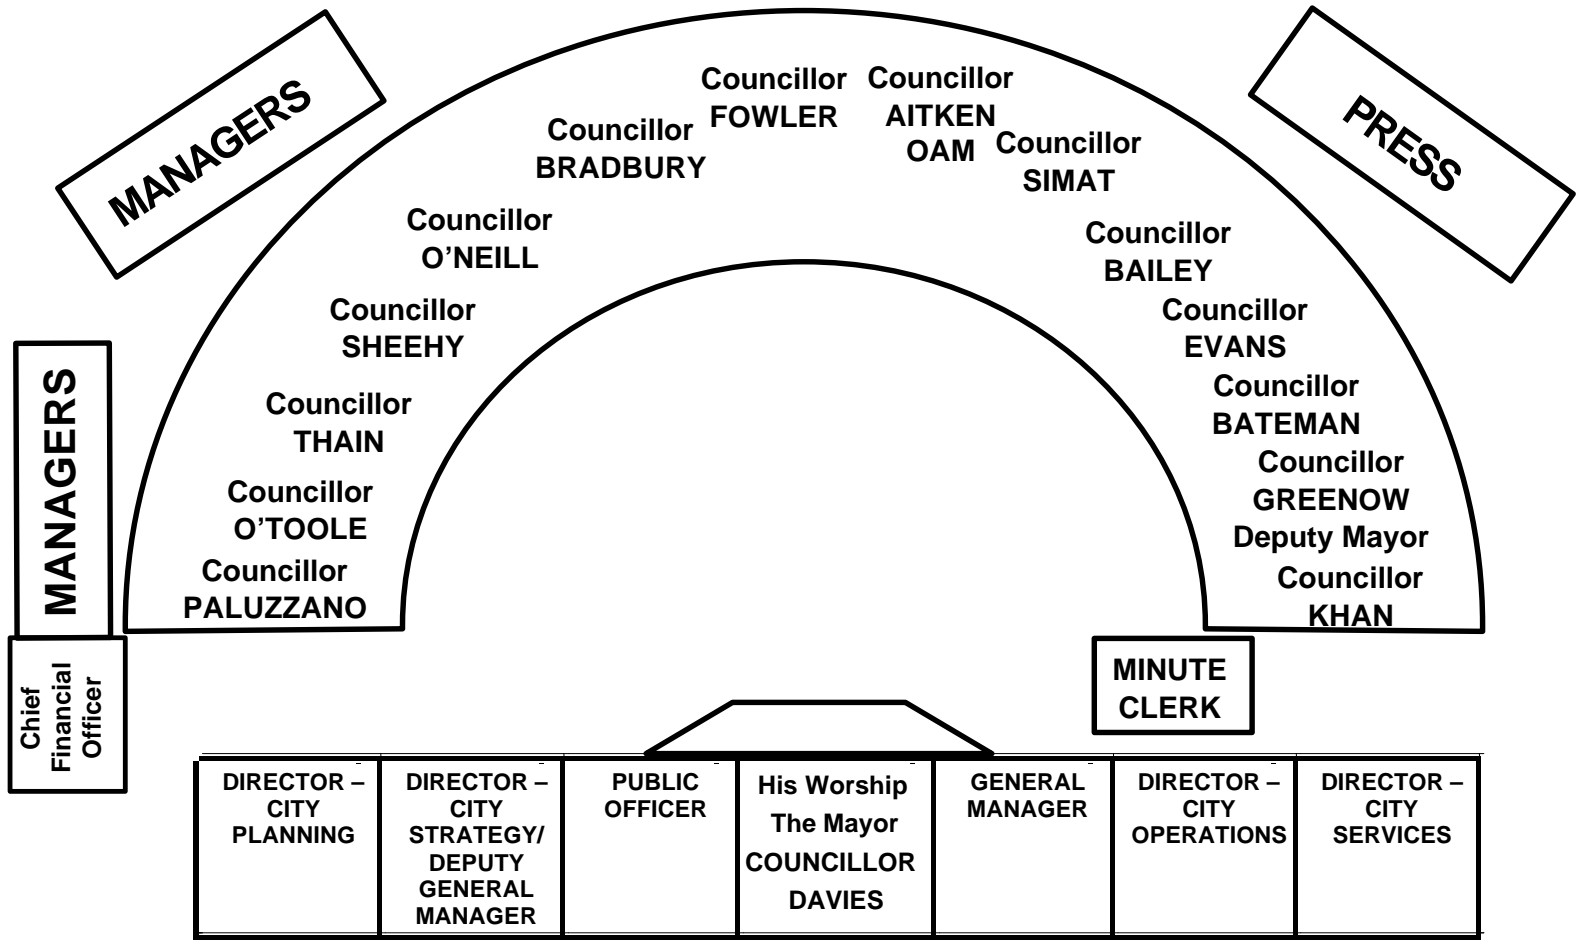 MANAGERS
PRESS
Councillor
FOWLER
Councillor
AITKEN
OAM
Councillor
BRADBURY
Councillor
SIMAT
Councillor
O’NEILL
Councillor
BAILEY
Councillor
SHEEHY
Councillor
EVANS
Councillor
THAIN
Councillor
BATEMAN
Councillor
O’TOOLE
Councillor
GREENOW
Deputy Mayor
Councillor
PALUZZANO
Councillor
KHAN
MANAGERS
Chief
Financial
Officer
MINUTE
CLERK
DIRECTOR –
CITY
PLANNING
DIRECTOR –
CITY
STRATEGY/
DEPUTY
GENERAL
MANAGER
PUBLIC
OFFICER
His Worship
The Mayor
COUNCILLOR
DAVIES
GENERAL
MANAGER
DIRECTOR –
CITY
OPERATIONS
DIRECTOR –
CITY
SERVICES